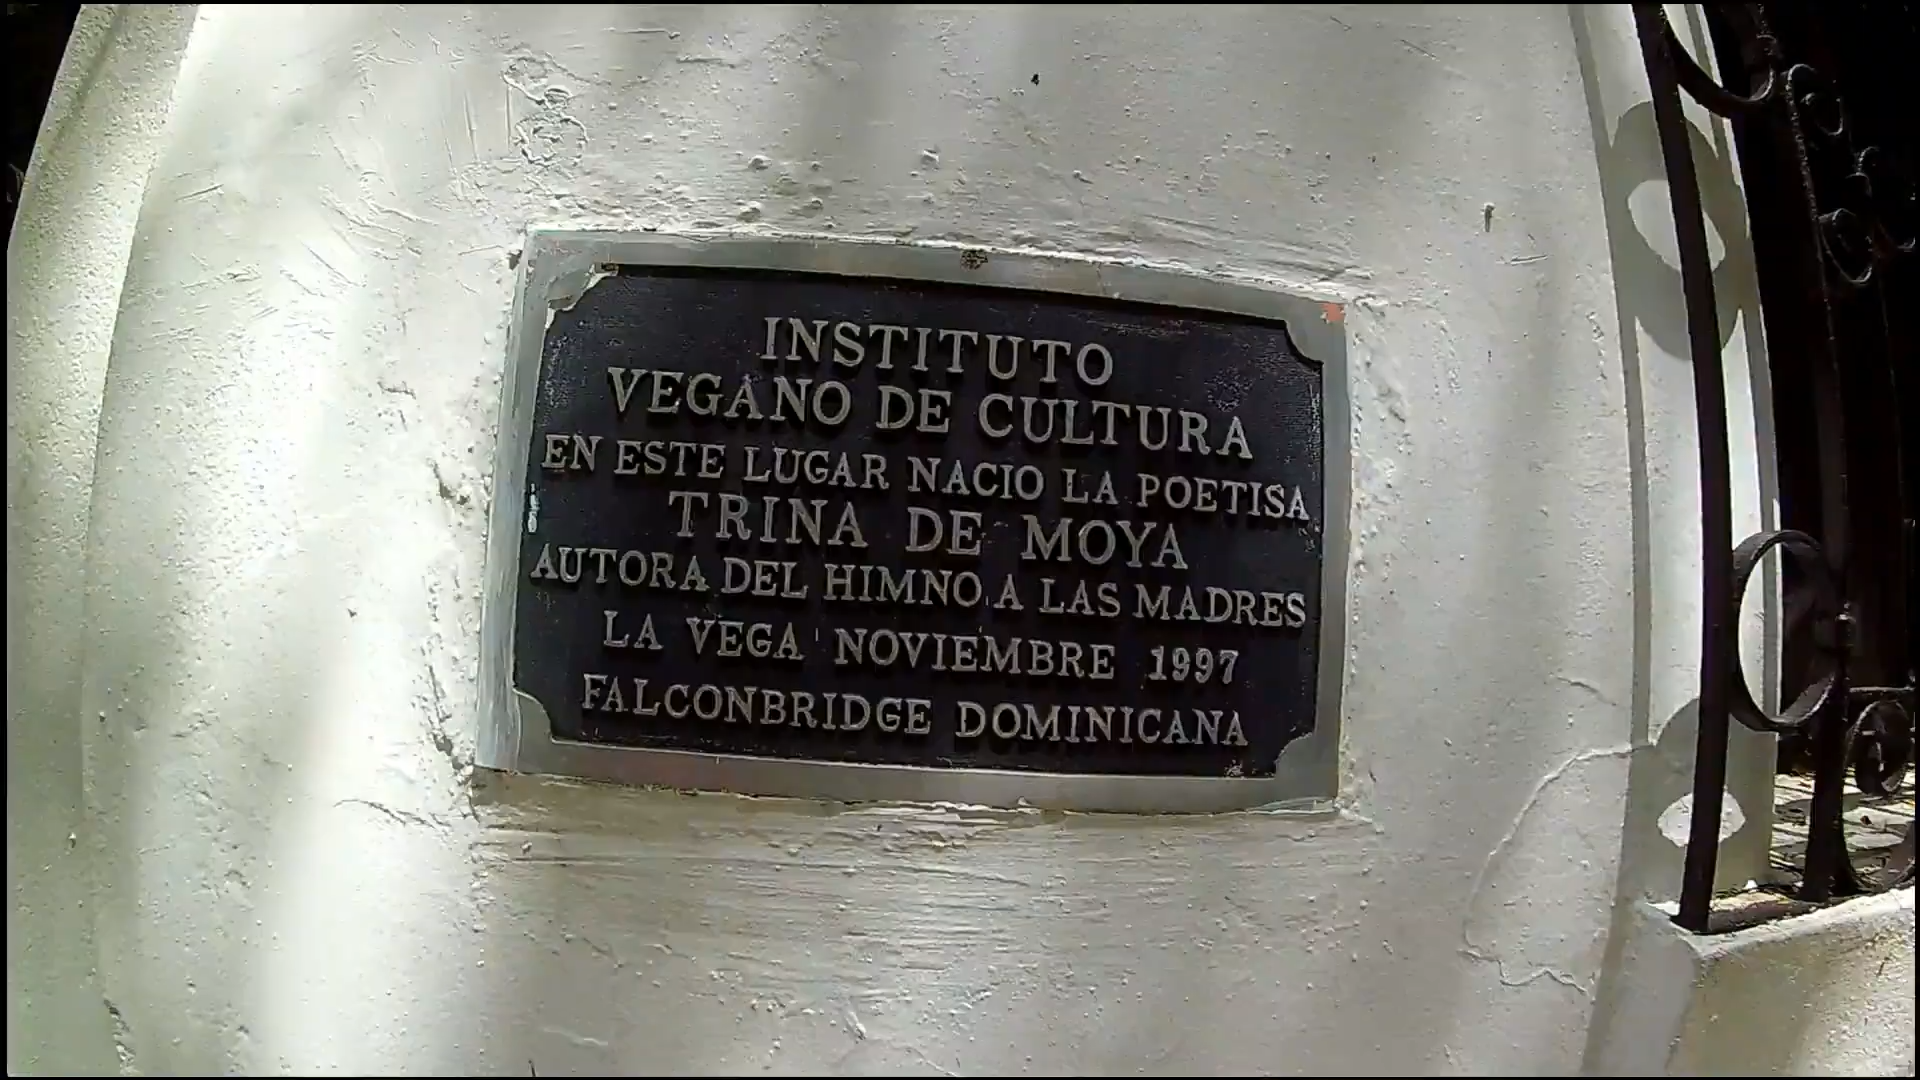 INSTITUTO
VEGANO DE CULTURA
EN ESTE LUGAR NACIO LA POETISA
TRINA DE MOYA
AUTORA DEL HIMNO A LAS MADRES
LA VEGA NOVIEMBRE 1997
FALCONBRIDGE DOMINICANA